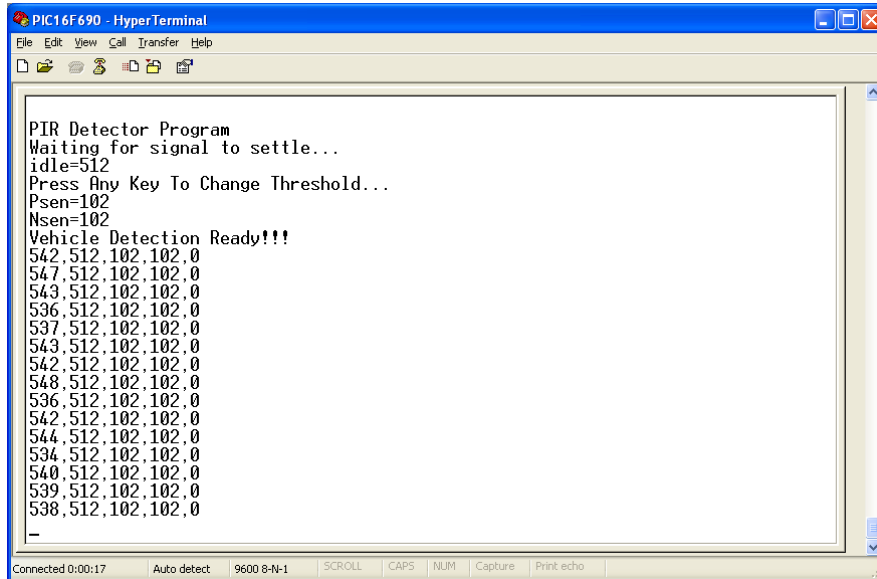 PIC16F690 - HyperTerminal
File Edit View Call Transfer Help
PIR Detector Program
Waiting for signal to settle...
idle=512
Press Any Key To Change Threshold...
Psen=102
Nsen=102
Vehicle Detection Ready!!!
542,512,102,102,0
547,512,102,102,0
543,512,102,102,0
536,512,102,102,0
537,512,102,102,0
543,512,102,102,0
542,512,102,102,0
548,512,102,102,0
536,512,102,102,0
542,512,102,102,0
544,512,102,102,0
534,512,102,102,0
540,512,102,102,0
539,512,102,102,0
538,512,102,102,0
_
Connected 0:00:17 Auto detect 9600 8-N-1 SCROLL CAPS NUM Capture Print echo